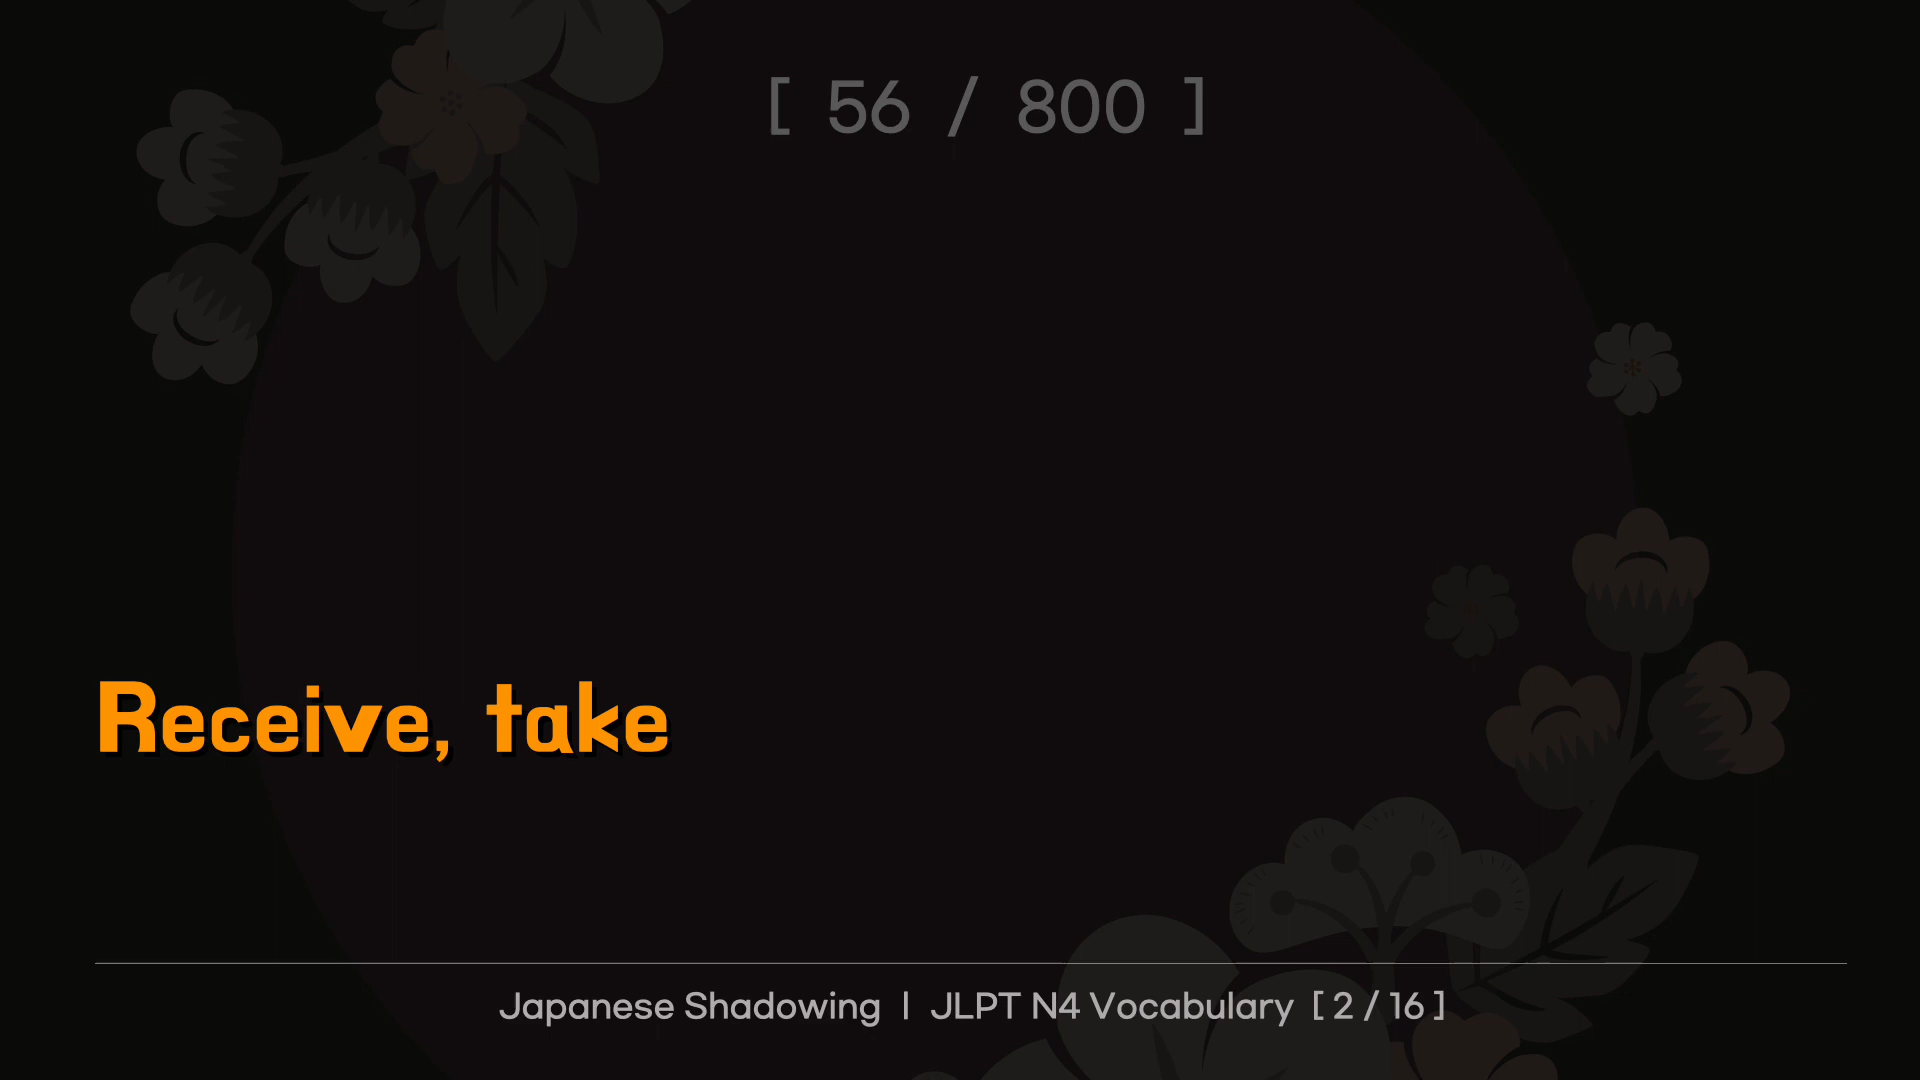 [ 56 / 800 ]
Receive, take
Japanese Shadowing | JLPT N4 Vocabulary [ 2 / 16 ]